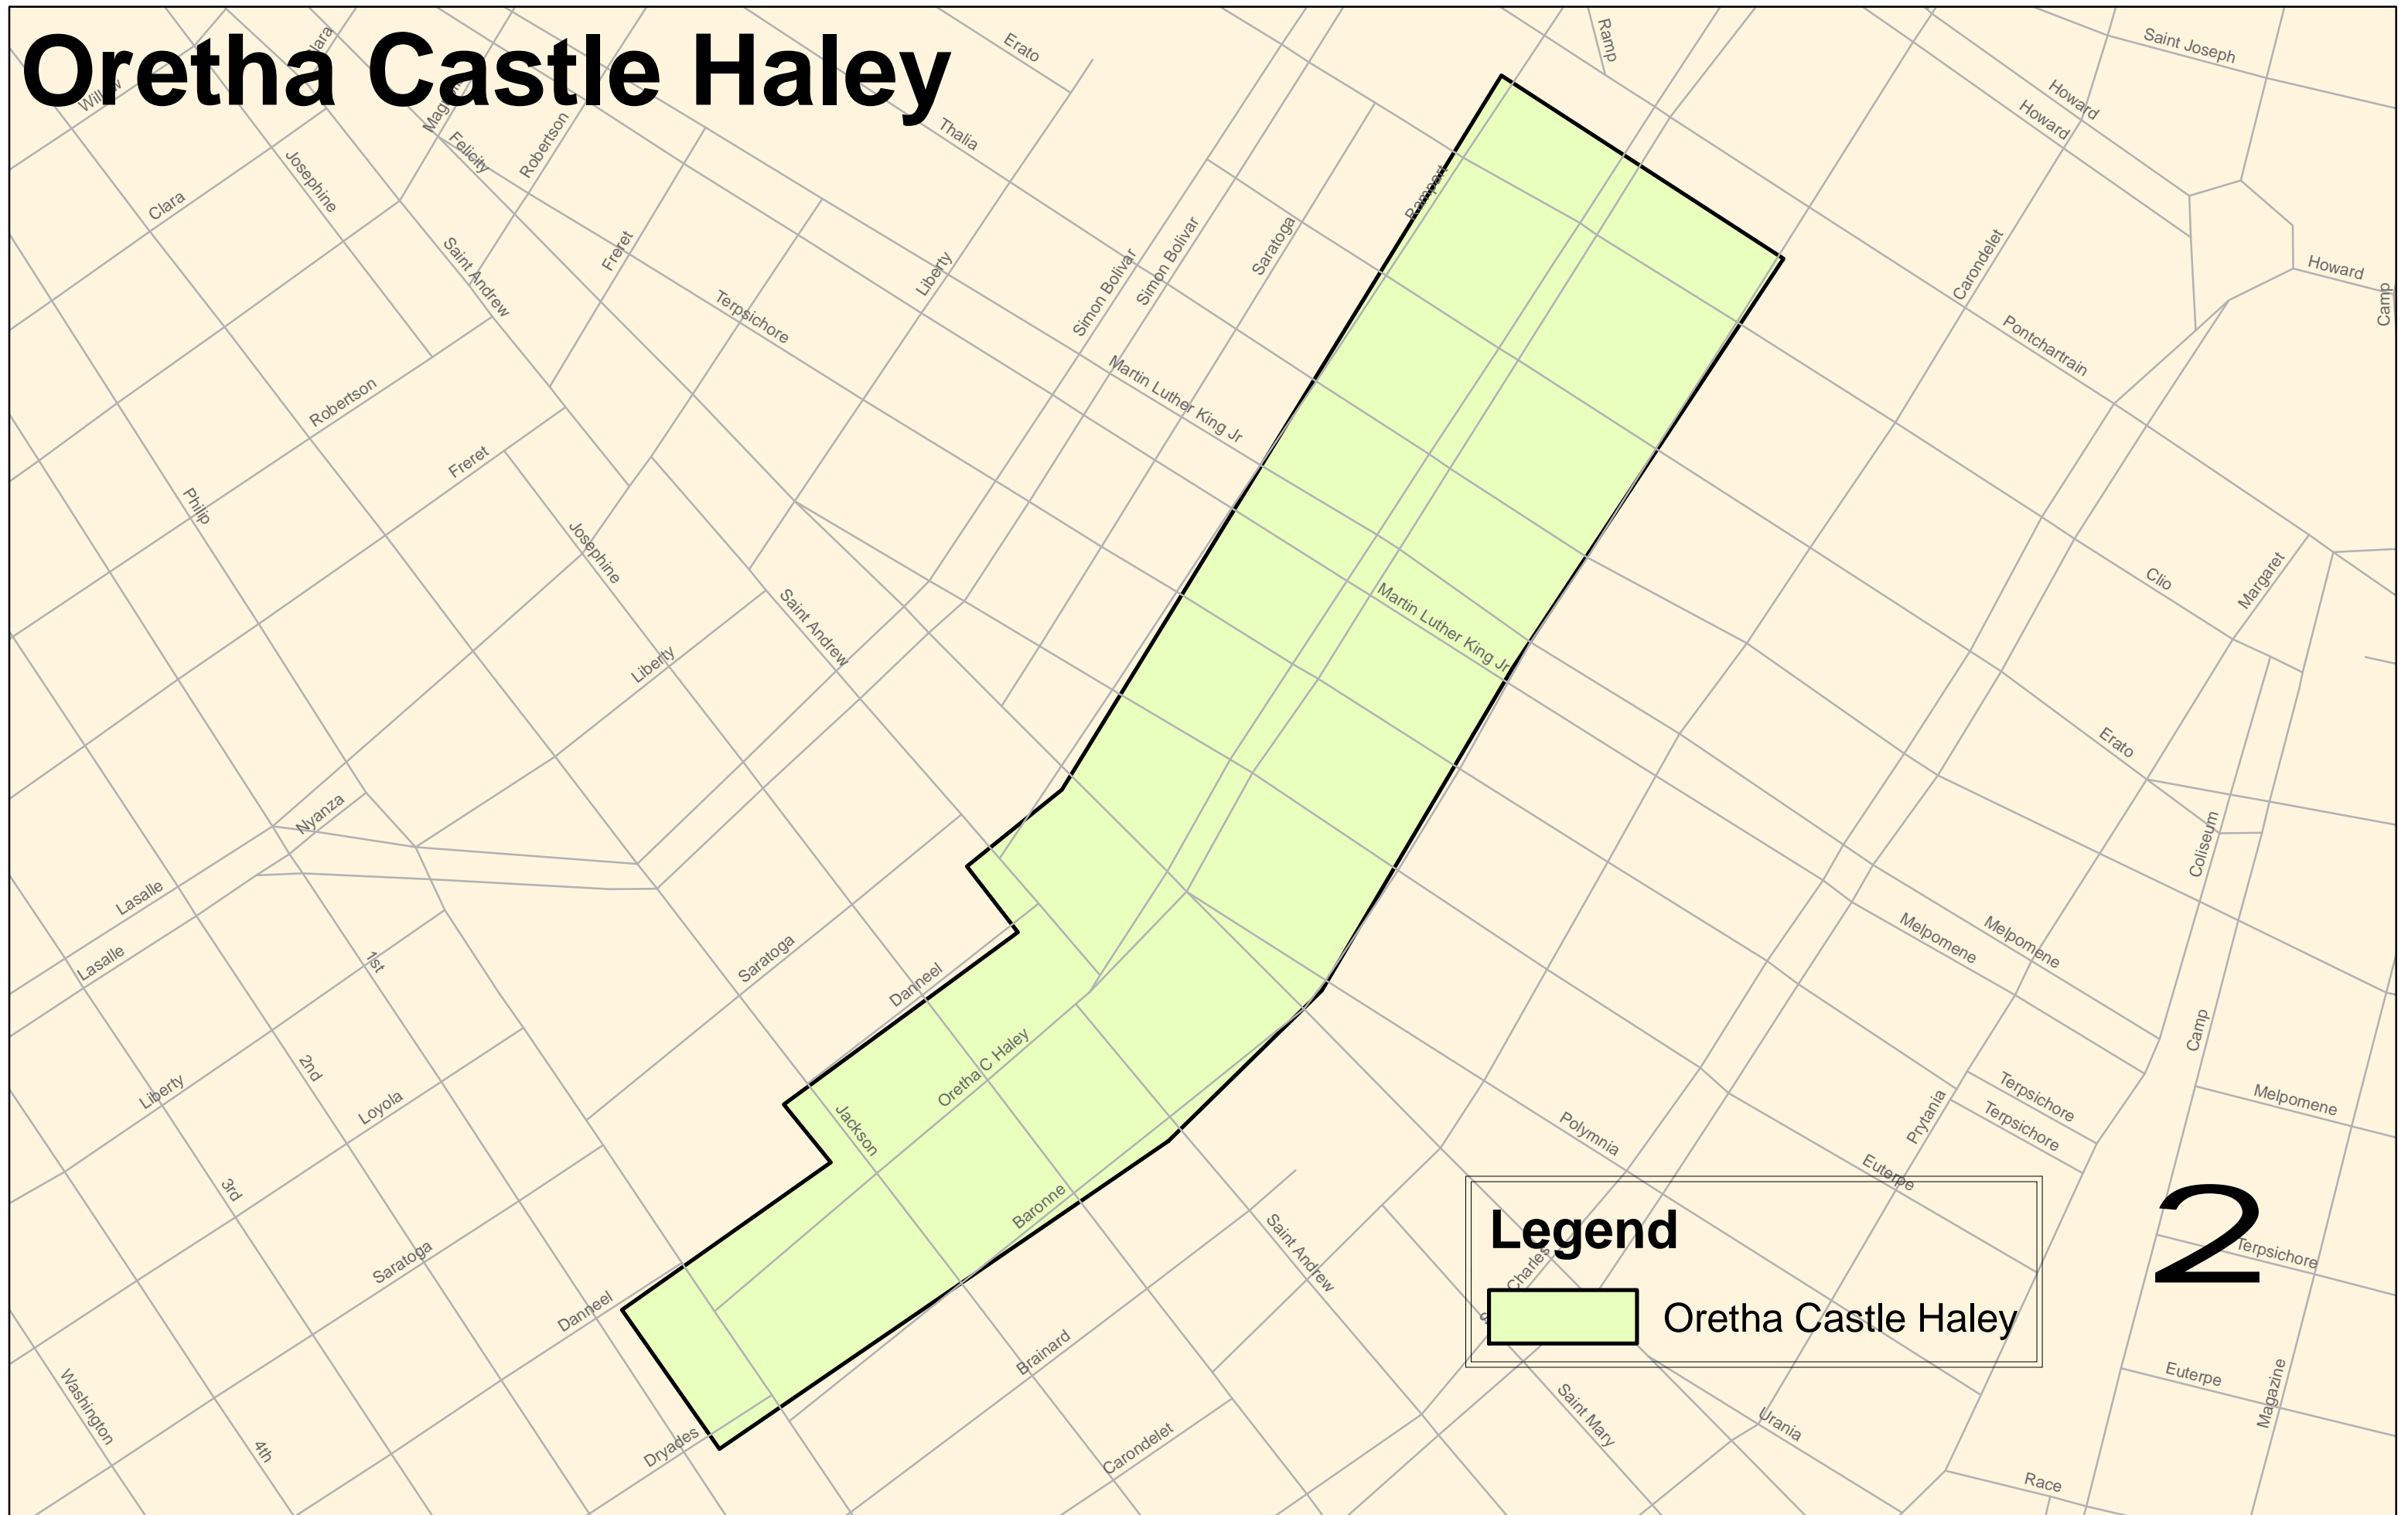 Oretha Castle Haley
Erato
Ramp
Saint Joseph
Howard
Howard
Clara
Felicity
Robertson
Thalia
Josephine
Clara
Rampart
Saint Andrew
Freret
Liberty
Simon Bolivar
Simon Bolivar
Saratoga
Carondelet
Howard
Camp
Terpsichore
Pontchartrain
Martin Luther King Jr
Robertson
Freret
Philip
Josephine
Saint Andrew
Liberty
Martin Luther King Jr
Clio
Margaret
Erato
Nyanza
Coliseum
Lasalle
Lasalle
1st
Saratoga
Danneel
Melpomene
Melpomene
Camp
2nd
Liberty
Loyola
Oretha C Haley
Jackson
Prytania
Terpsichore
Terpsichore
Melpomene
Polymnia
Euterpe
3rd
Baronne
Saint Andrew
Saratoga
Terpsichore
2
Legend
Charles
Oretha Castle Haley
Danneel
Brainard
Euterpe
Magazine
Washington
4th
Dryades
Carondelet
Saint Mary
Urania
Race